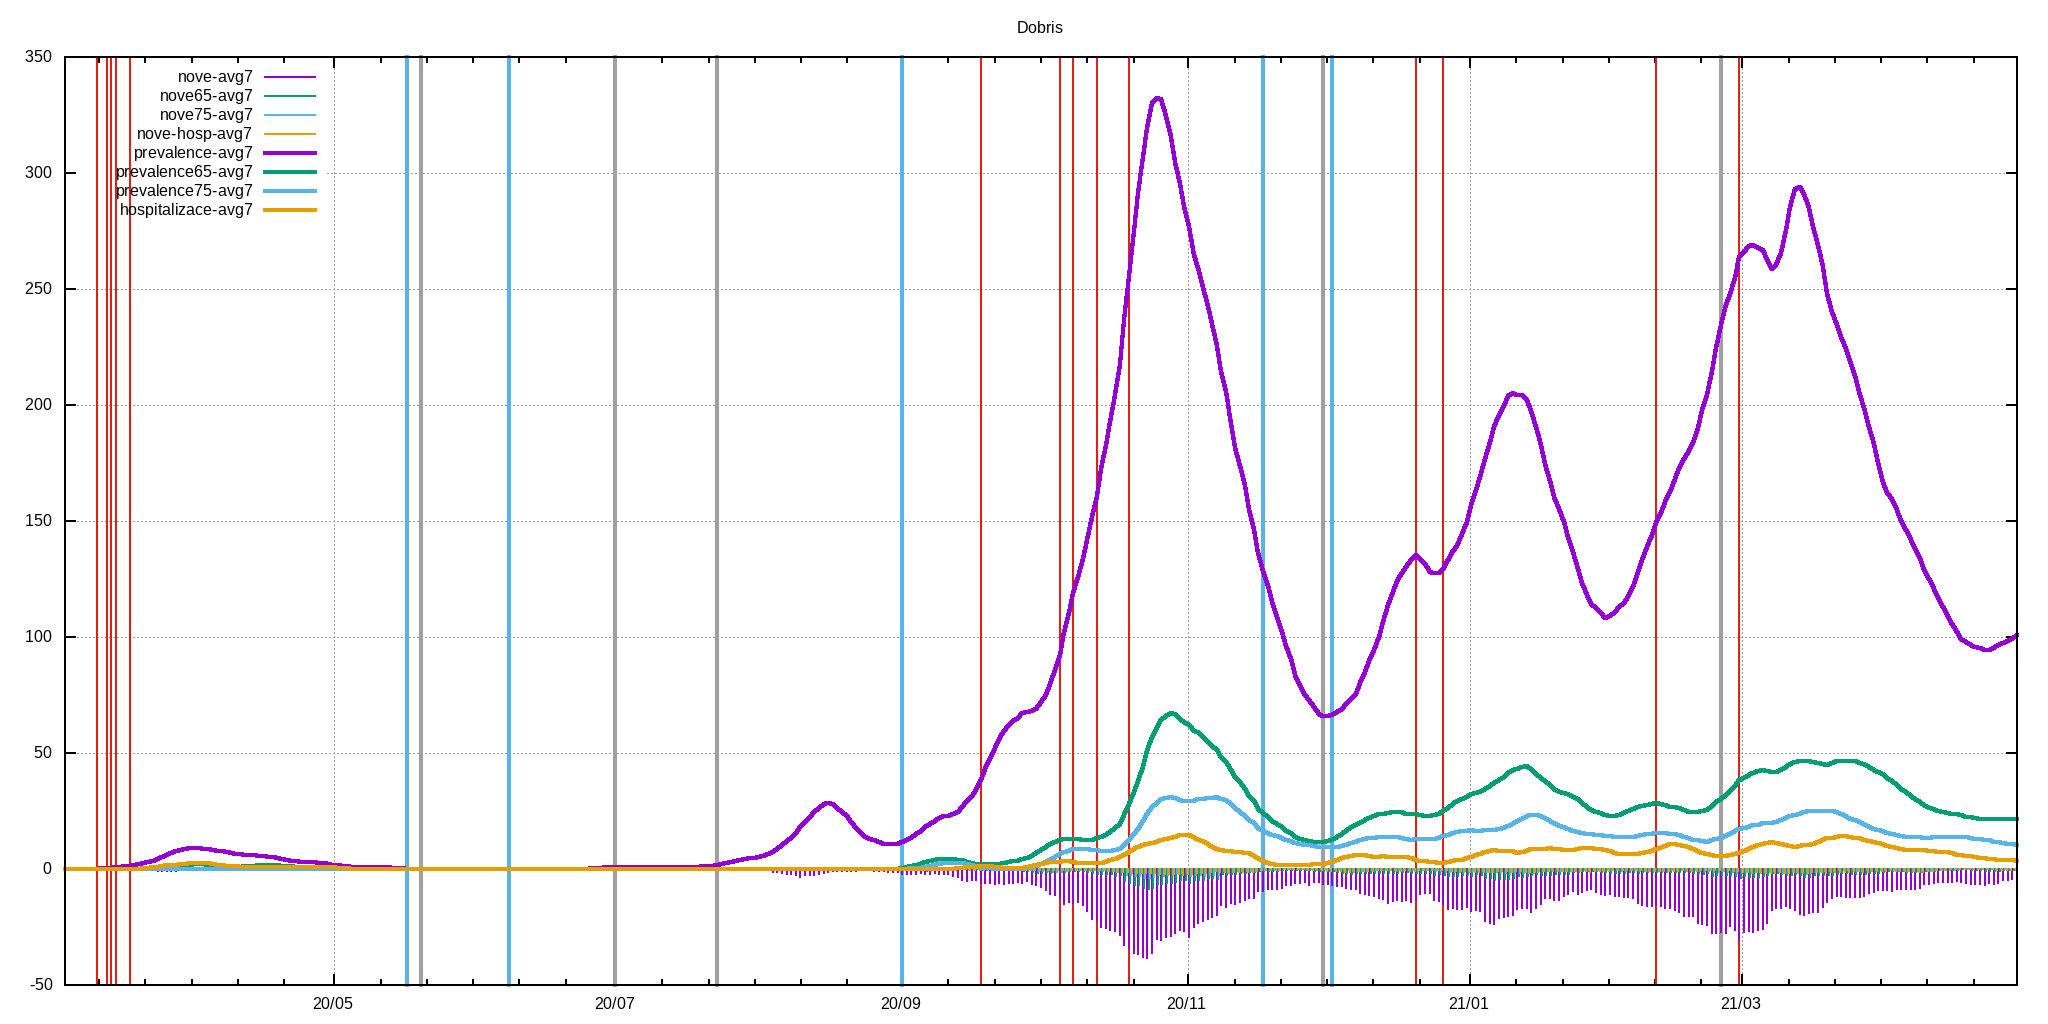 Dobris
350
300
250
200
150
100
50
0
-50
nove-avg7
nove65-avg7
nove75-avg7
nove-hosp-avg7
prevalence-avg7
prevalence65-avg7
prevalence75-avg7
hospitalizace-avg7
20/05
20/07
20/09
20/11
21/01
21/03